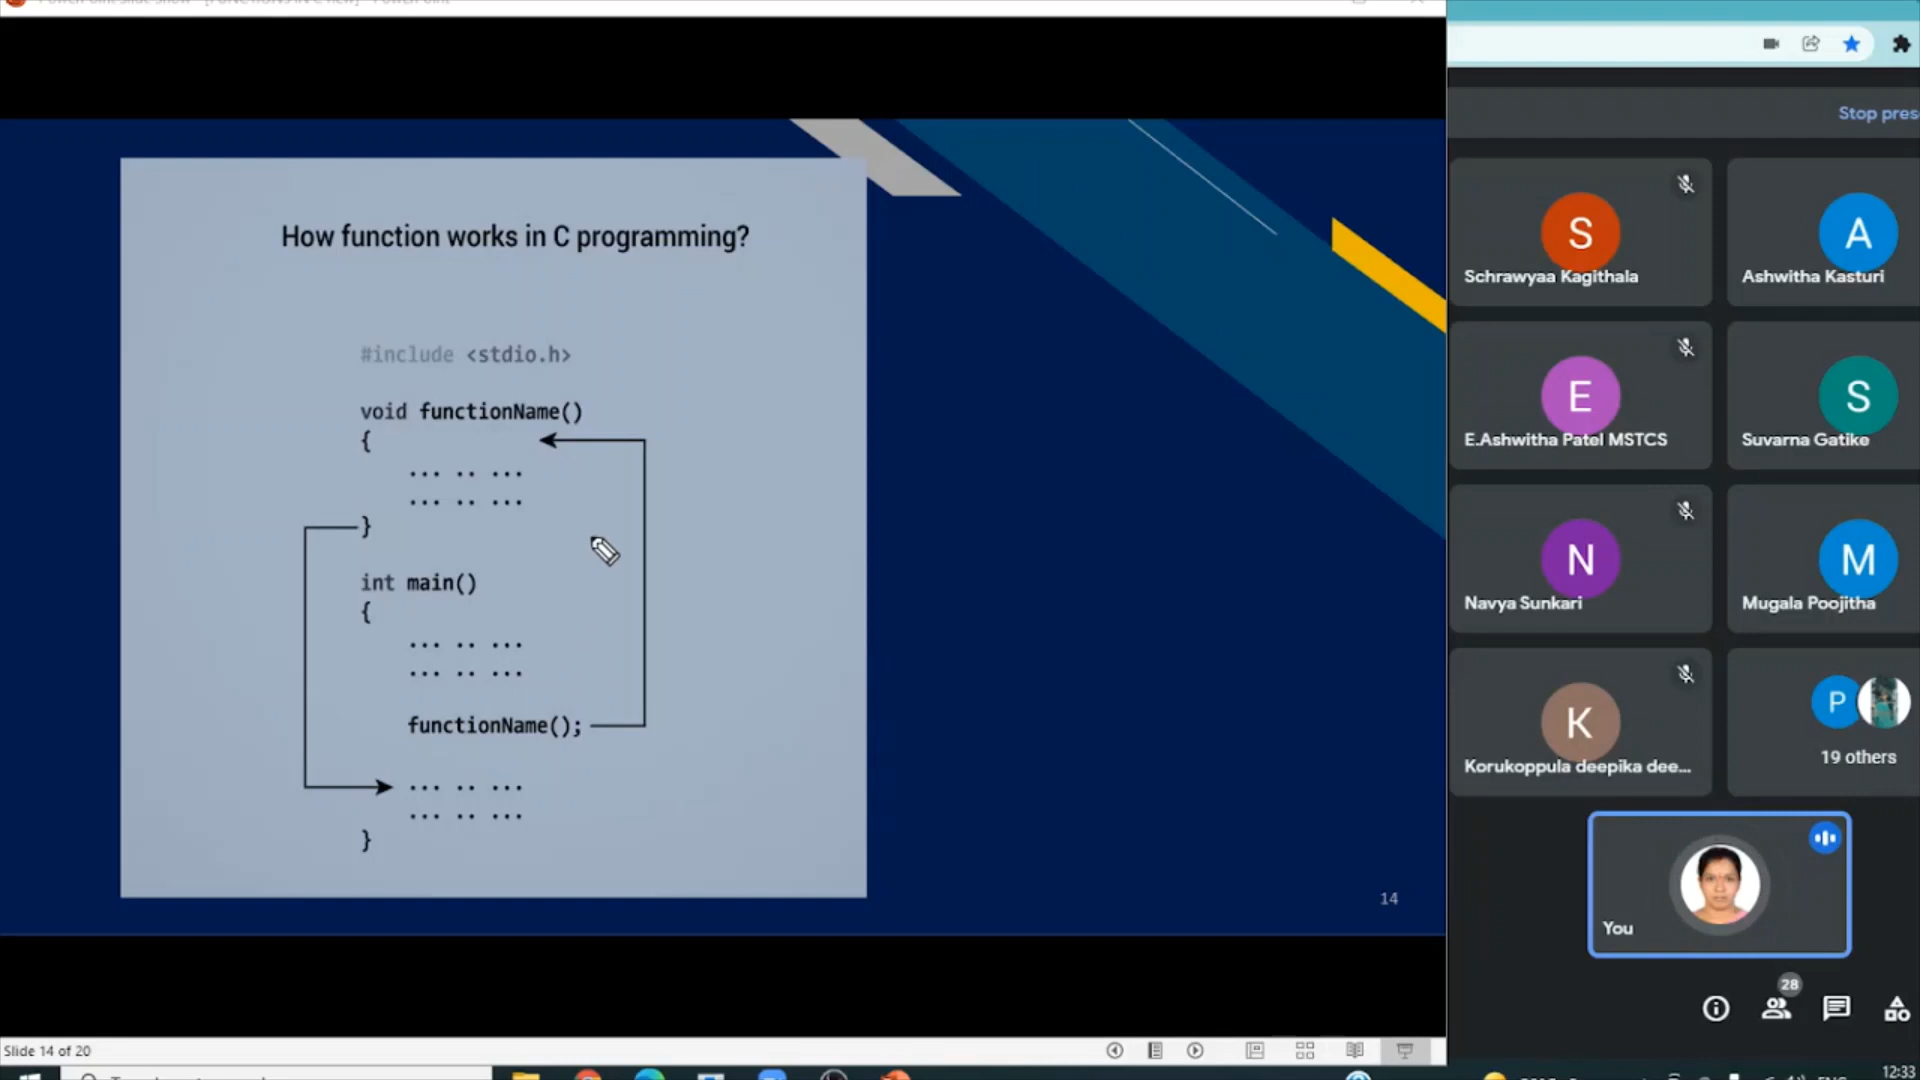 Stop pres
How function works in C programming?
#include <stdio.h>
void functionName()
{
... .. ...
... .. ...
}
int main()
{
... .. ...
... .. ...
functionName();
... .. ...
... .. ...
}
14
S
Schrawyaa Kagithala
A
Ashwitha Kasturi
E
E.Ashwitha Patel MSTCS
S
Suvarna Gatike
N
Navya Sunkari
M
Mugala Poojitha
K
Korukoppula deepika dee...
P
19 others
You
28
Slide 14 of 20
12:33